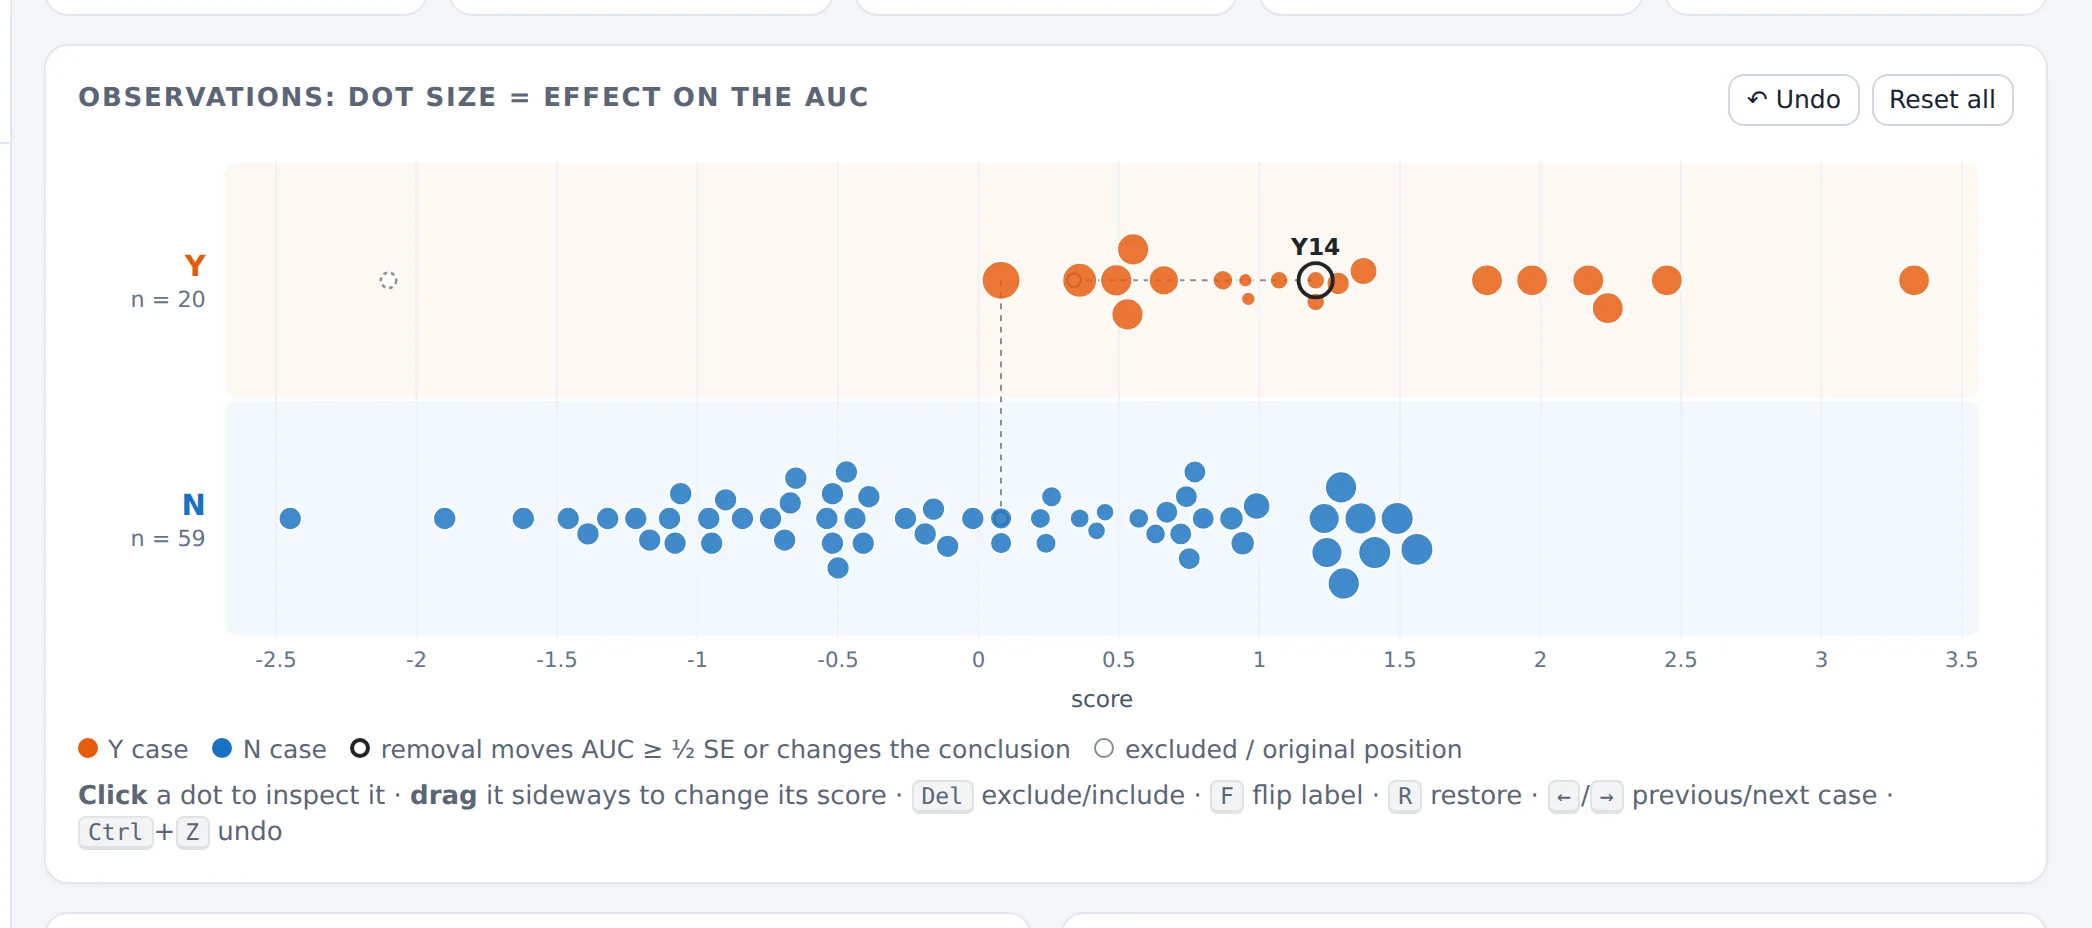 OBSERVATIONS: DOT SIZE = EFFECT ON THE AUC
↶ Undo
Reset all
Y14
Y
n = 20
N
n = 59
-2.5 -2 -1.5 -1 -0.5 0 0.5 1 1.5 2 2.5 3 3.5
score
Y case N case removal moves AUC ≥ ½ SE or changes the conclusion excluded / original position
Click a dot to inspect it · drag it sideways to change its score · Del exclude/include · F flip label · R restore · ←/→ previous/next case ·
Ctrl+Z undo